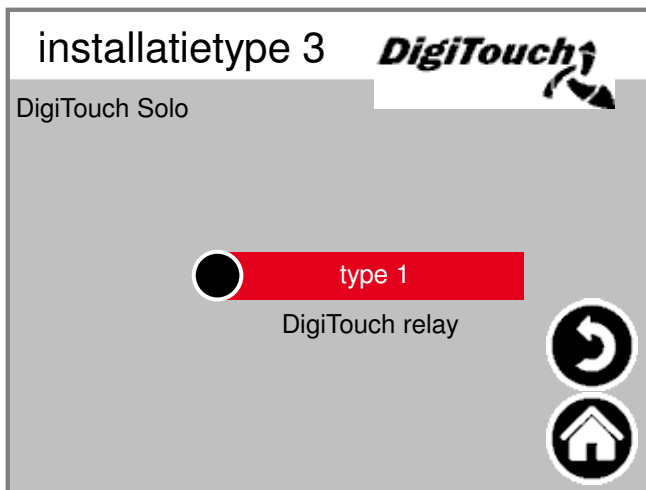 installatietype 3
DigiTouch
DigiTouch Solo
type 1
DigiTouch relay